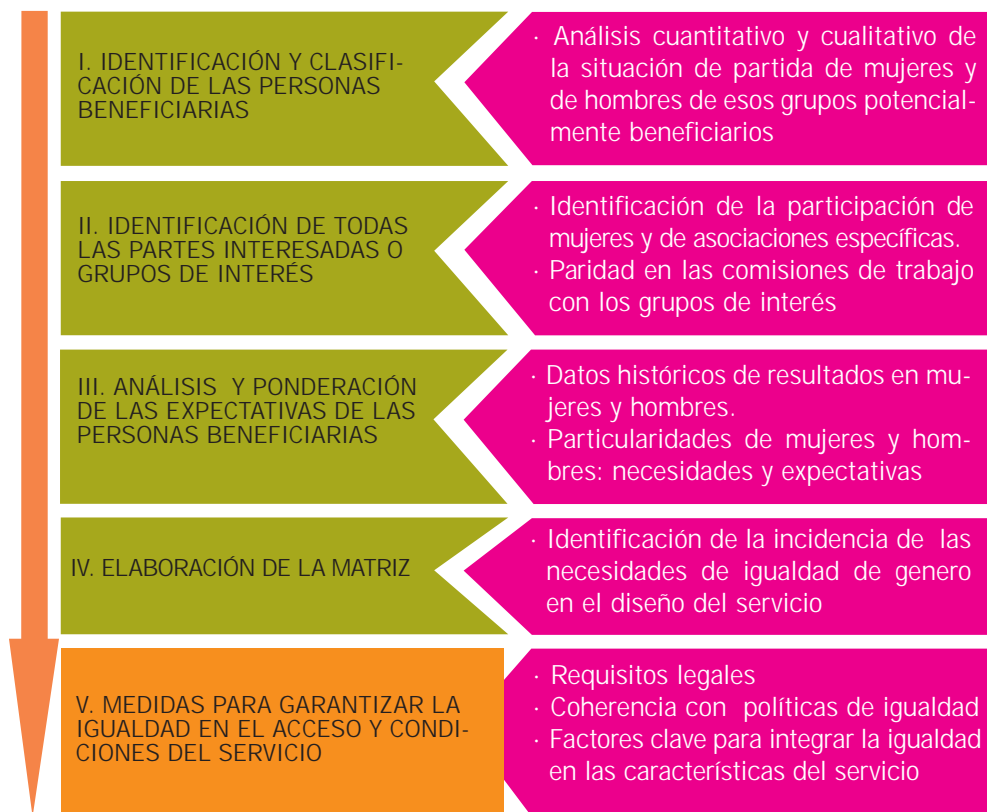 I. IDENTIFICACIÓN Y CLASIFI-
CACIÓN DE LAS PERSONAS
BENEFICIARIAS
· Análisis cuantitativo y cualitativo de
la situación de partida de mujeres y
de hombres de esos grupos potencial-
mente beneficiarios
II. IDENTIFICACIÓN DE TODAS
LAS PARTES INTERESADAS O
GRUPOS DE INTERÉS
· Identificación de la participación de
mujeres y de asociaciones específicas.
· Paridad en las comisiones de trabajo
con los grupos de interés
III. ANÁLISIS Y PONDERACIÓN
DE LAS EXPECTATIVAS DE LAS
PERSONAS BENEFICIARIAS
· Datos históricos de resultados en mu-
jeres y hombres.
· Particularidades de mujeres y hom-
bres: necesidades y expectativas
IV. ELABORACIÓN DE LA MATRIZ
· Identificación de la incidencia de las
necesidades de igualdad de genero
en el diseño del servicio
V. MEDIDAS PARA GARANTIZAR LA
IGUALDAD EN EL ACCESO Y CONDI-
CIONES DEL SERVICIO
· Requisitos legales
· Coherencia con políticas de igualdad
· Factores clave para integrar la igualdad
en las características del servicio